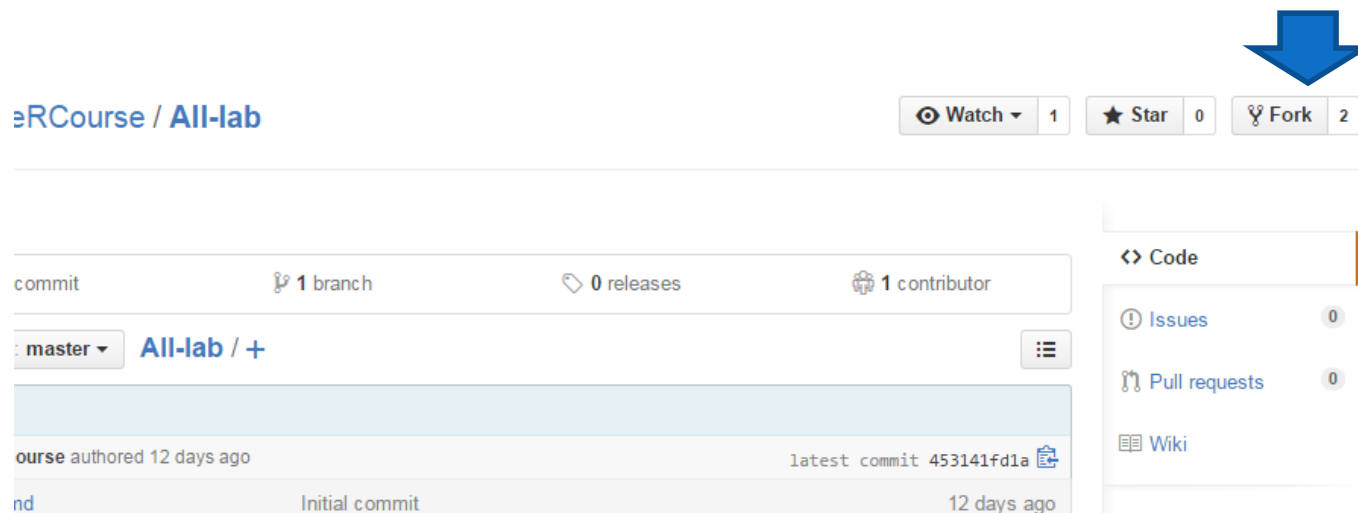 eRCourse / All-lab
Watch 1 Star 0 Fork 2
<> Code
commit 1 branch 0 releases 1 contributor
Issues 0
: master All-lab / +
Pull requests 0
ourse authored 12 days ago latest commit 453141fd1a
Wiki
md Initial commit 12 days ago